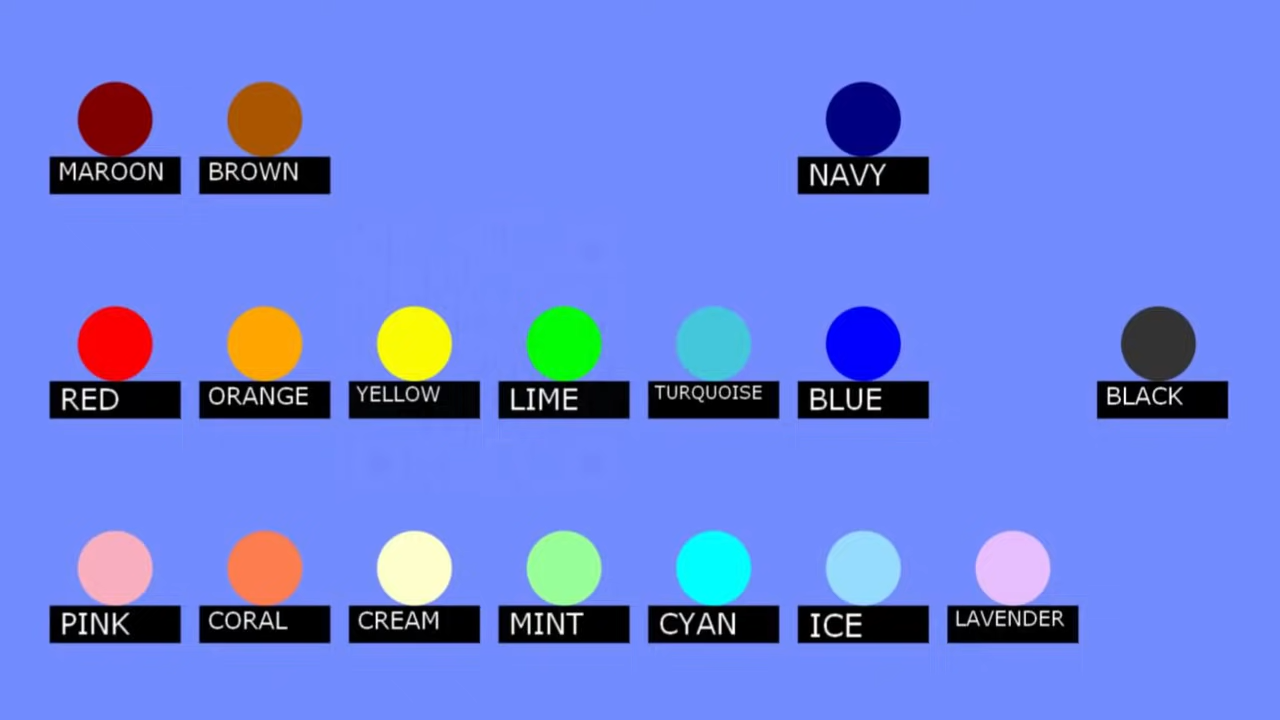 MAROON
BROWN
NAVY
RED
ORANGE
YELLOW
LIME
TURQUOISE
BLUE
BLACK
PINK
CORAL
CREAM
MINT
CYAN
ICE
LAVENDER